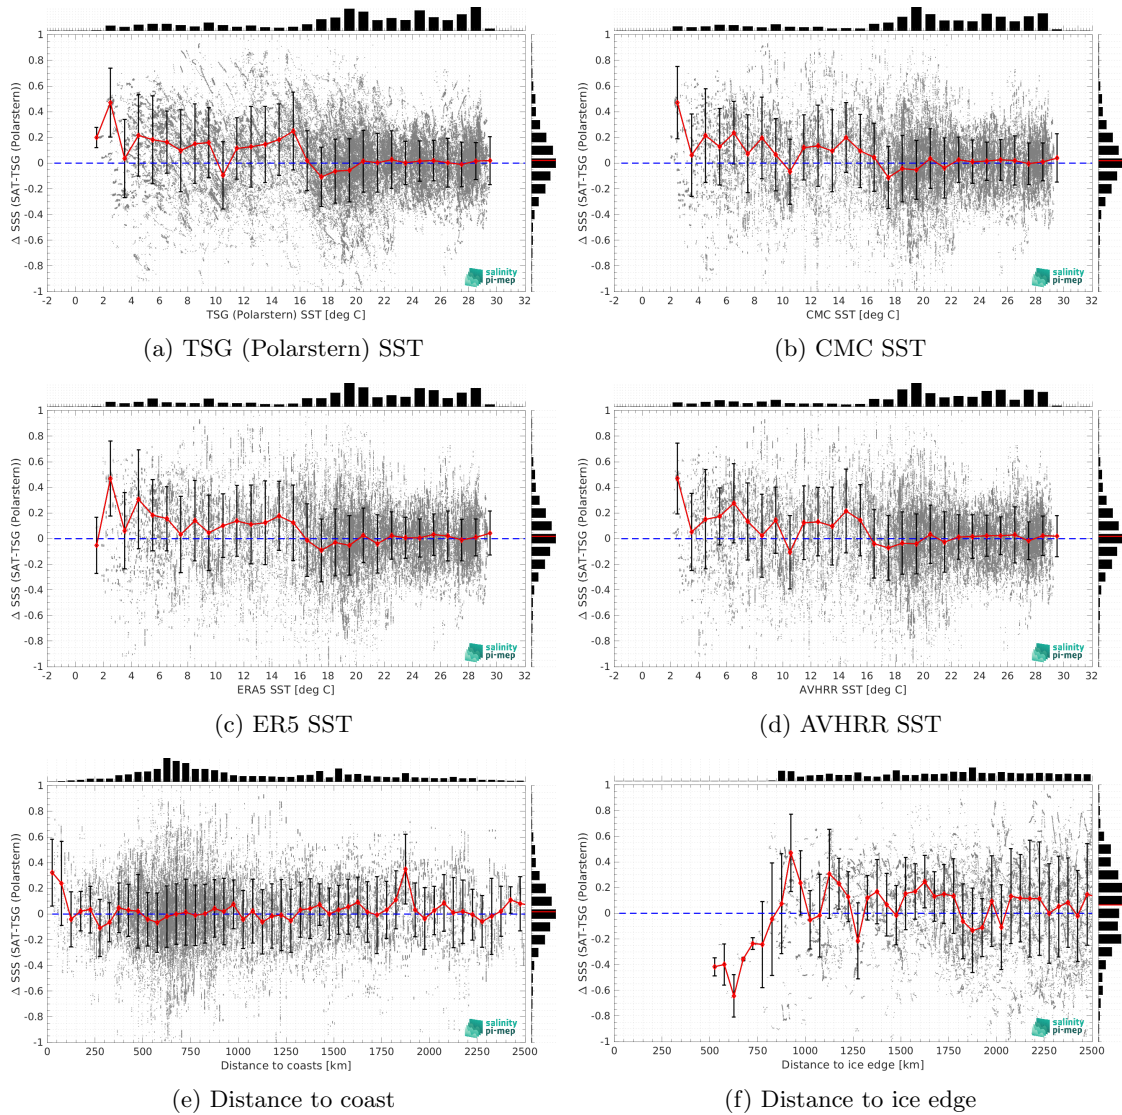 Δ SSS (SAT-TSG (Polarstern))
1
0.8
0.6
0.4
0.2
0
-0.2
-0.4
-0.6
-0.8
-1
-2 0 2 4 6 8 10 12 14 16 18 20 22 24 26 28 30 32
TSG (Polarstern) SST [deg C]
salinity
pi-mep
(a) TSG (Polarstern) SST
Δ SSS (SAT-TSG (Polarstern))
1
0.8
0.6
0.4
0.2
0
-0.2
-0.4
-0.6
-0.8
-1
-2 0 2 4 6 8 10 12 14 16 18 20 22 24 26 28 30 32
CMC SST [deg C]
salinity
pi-mep
(b) CMC SST
Δ SSS (SAT-TSG (Polarstern))
1
0.8
0.6
0.4
0.2
0
-0.2
-0.4
-0.6
-0.8
-1
-2 0 2 4 6 8 10 12 14 16 18 20 22 24 26 28 30 32
ERA5 SST [deg C]
salinity
pi-mep
(c) ER5 SST
Δ SSS (SAT-TSG (Polarstern))
1
0.8
0.6
0.4
0.2
0
-0.2
-0.4
-0.6
-0.8
-1
-2 0 2 4 6 8 10 12 14 16 18 20 22 24 26 28 30 32
AVHRR SST [deg C]
salinity
pi-mep
(d) AVHRR SST
Δ SSS (SAT-TSG (Polarstern))
1
0.8
0.6
0.4
0.2
0
-0.2
-0.4
-0.6
-0.8
-1
0 250 500 750 1000 1250 1500 1750 2000 2250 2500
Distance to coasts [km]
salinity
pi-mep
(e) Distance to coast
Δ SSS (SAT-TSG (Polarstern))
1
0.8
0.6
0.4
0.2
0
-0.2
-0.4
-0.6
-0.8
-1
0 250 500 750 1000 1250 1500 1750 2000 2250 2500
Distance to ice edge [km]
salinity
pi-mep
(f) Distance to ice edge